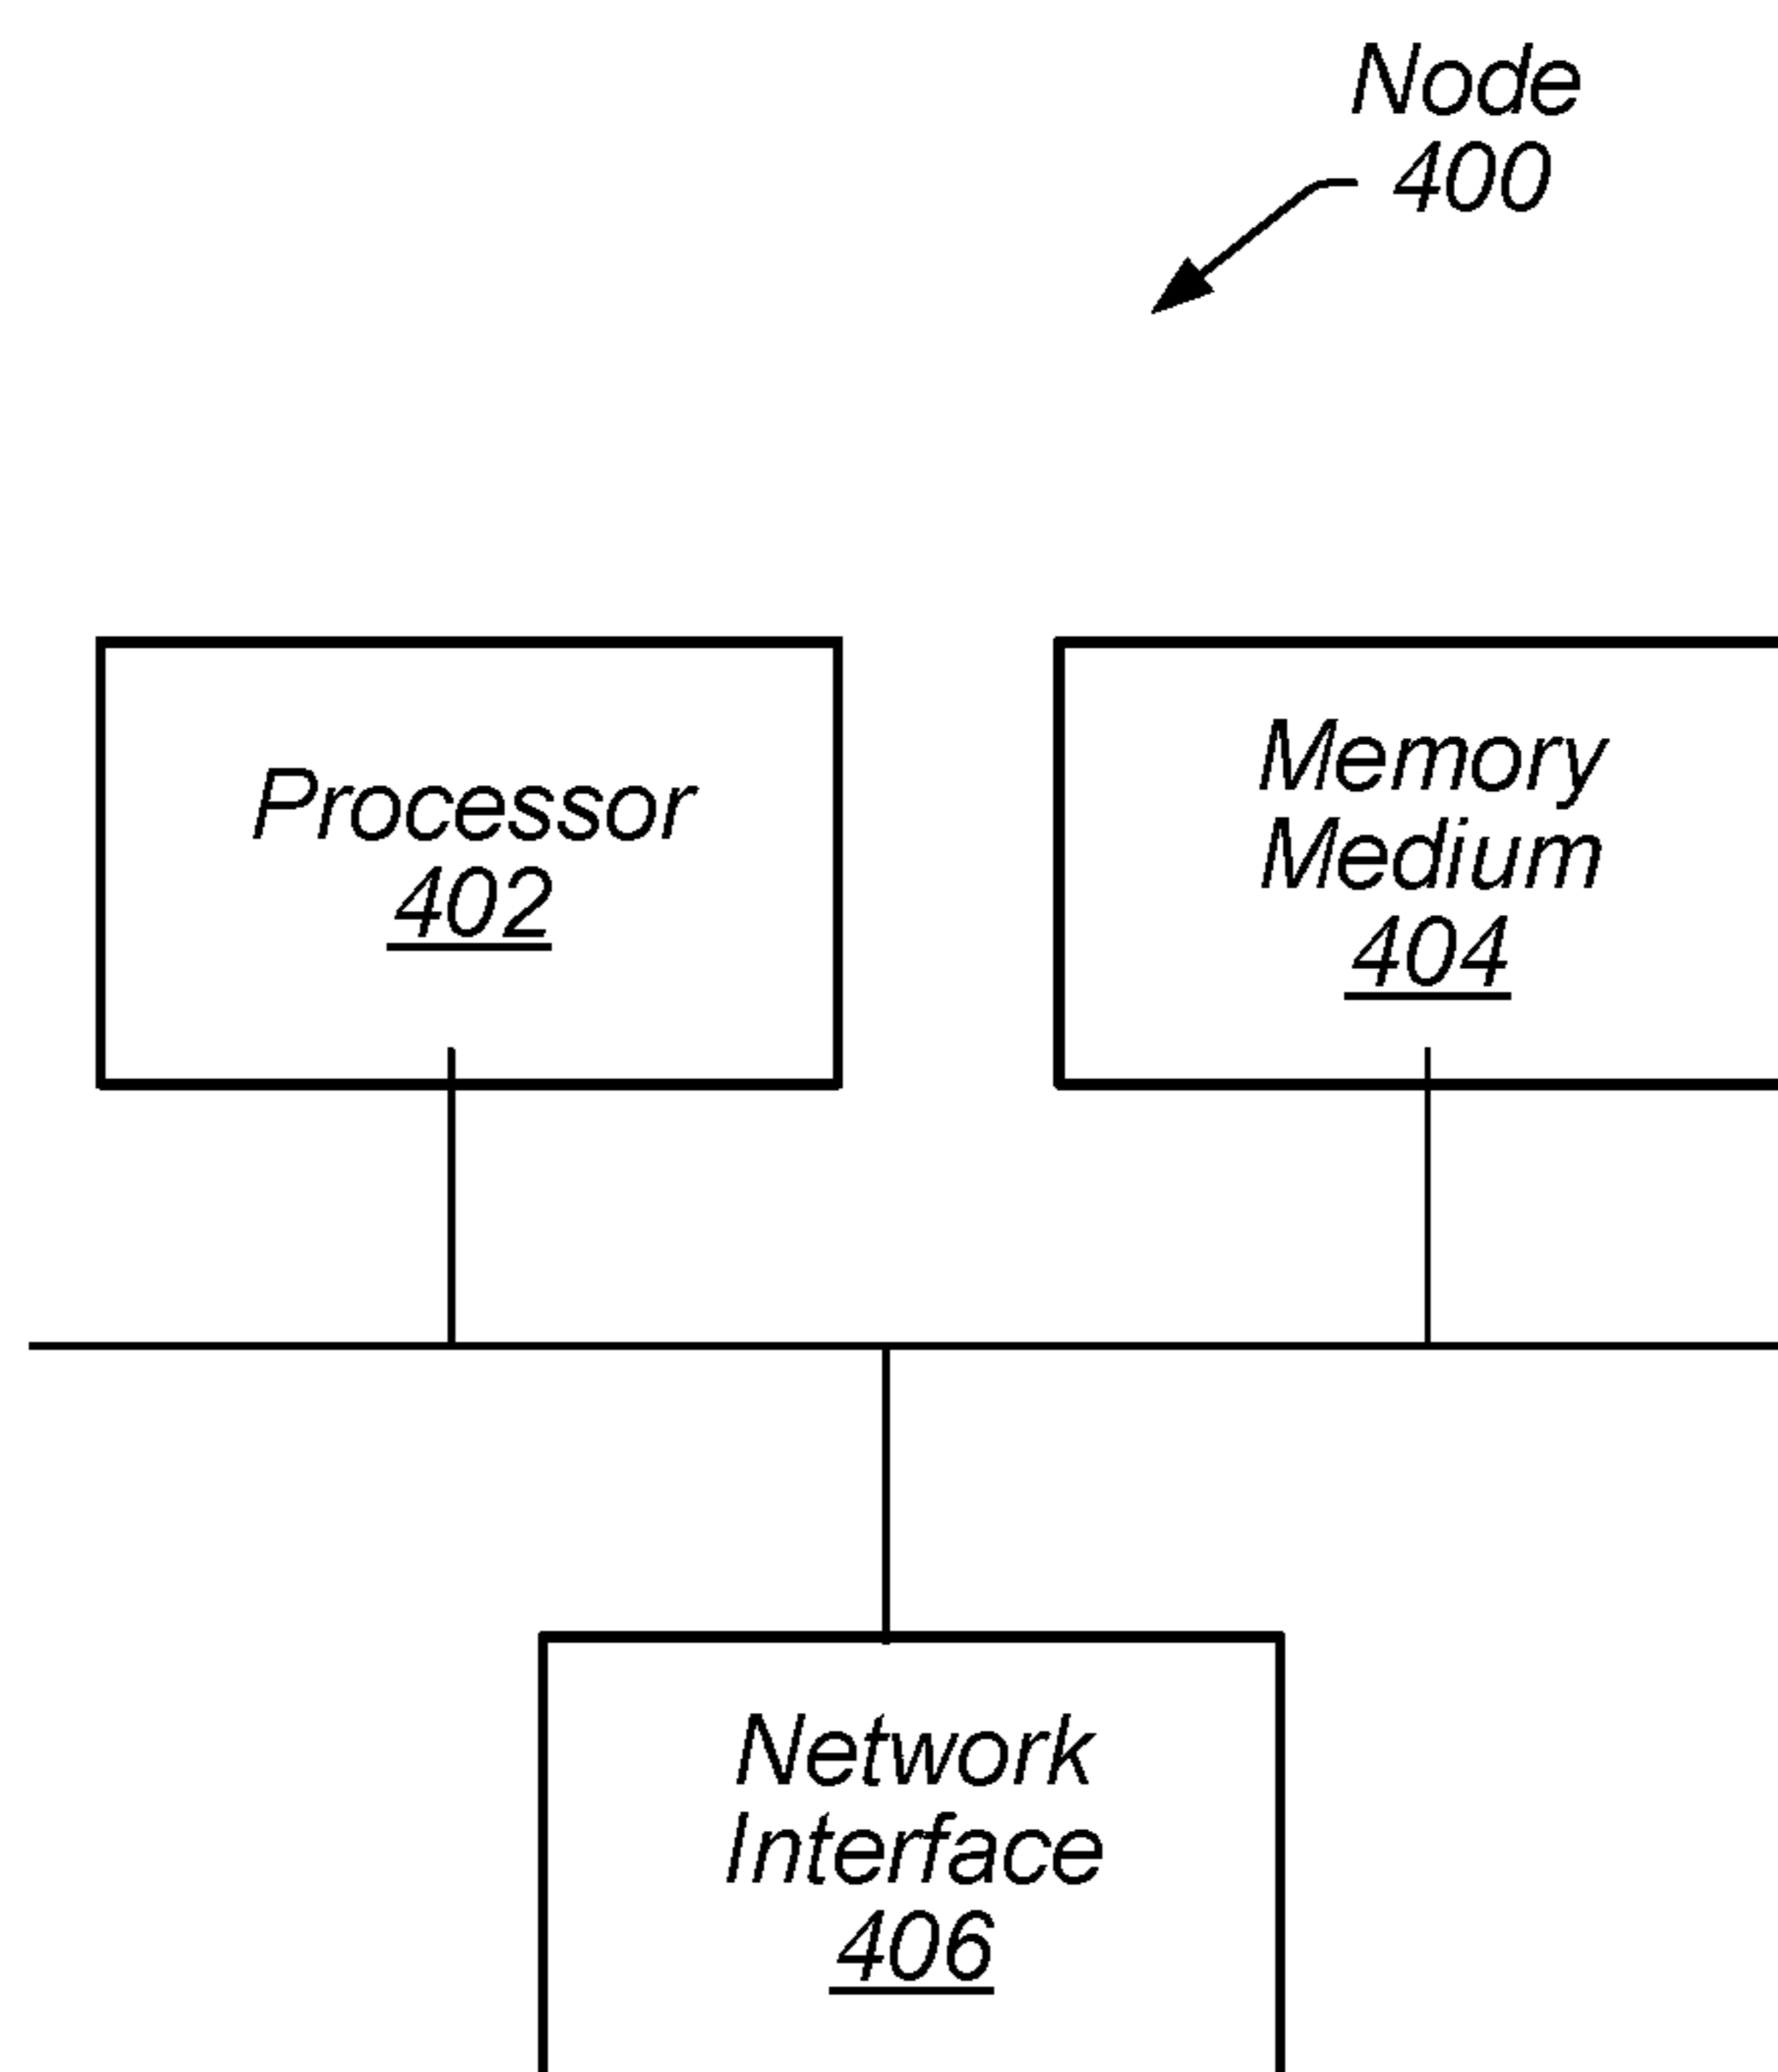 Node
400
Processor
402
Memory
Medium
404
Network
Interface
406